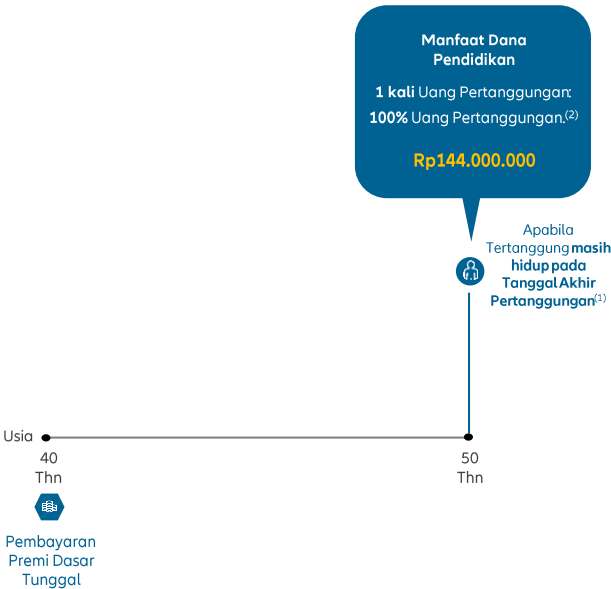 Manfaat Dana
Pendidikan
1 kali Uang Pertanggungan:
100% Uang Pertanggungan.(2)
Rp144.000.000
Apabila
Tertanggung masih
hidup pada
Tanggal Akhir
Pertanggungan(1)
Usia
40
Thn
50
Thn
Pembayaran
Premi Dasar
Tunggal